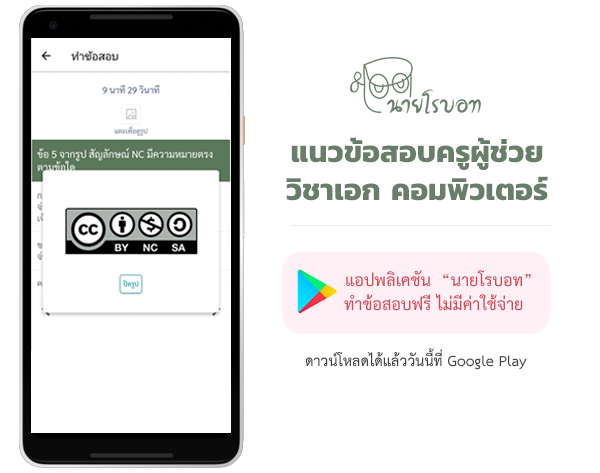 ทำข้อสอบ
9 นาที 29 วินาที
แตะเพื่อดูรูป
ข้อ 5 จากรูป สัญลักษณ์ NC มีความหมายตรง
ตามข้อใด
cc
BY NC SA
ปิดรูป
นายโรบอท
แนวข้อสอบครูผู้ช่วย
วิชาเอก คอมพิวเตอร์
แอปพลิเคชัน “นายโรบอท”
ทำข้อสอบฟรี ไม่มีค่าใช้จ่าย
ดาวน์โหลดได้แล้ววันนี้ที่ Google Play